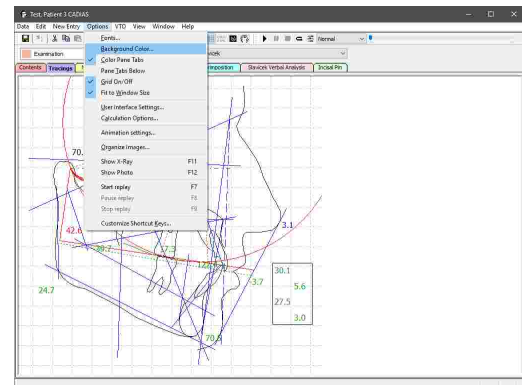 Test, Patient 3 CADIAS
Data Edit New Entry Options VTO View Window Help
Normal
Examination
Contents Tracings
Slavicek Verbal Analysis Incisal Pin
Fonts...
Background Color...
Color Pane Tabs
Pane Tabs Below
Grid On/Off
Fit to Window Size
User Interface Settings...
Calculation Options...
Animation settings...
Organize Images...
Show X-Ray F11
Show Photo F12
Start replay F7
Pause replay F8
Stop replay F9
Customize Shortcut Keys...
70.
42.6
3.1
17.3
24.7
-3.7
30.1
5.6
27.5
3.0